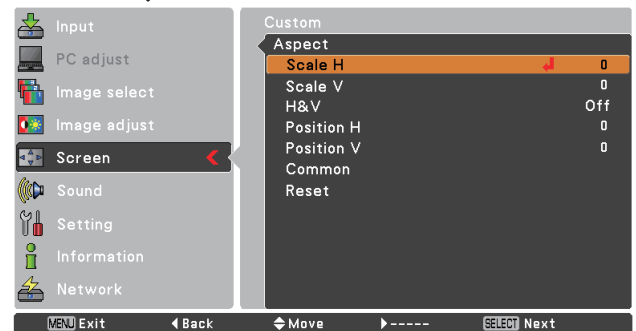 Input
PC adjust
Image select
Image adjust
Screen
Sound
Setting
Information
Network
Custom
Aspect
Scale H 0
Scale V 0
H&V Off
Position H 0
Position V 0
Common
Reset
MENU Exit Back Move ----- SELECT Next